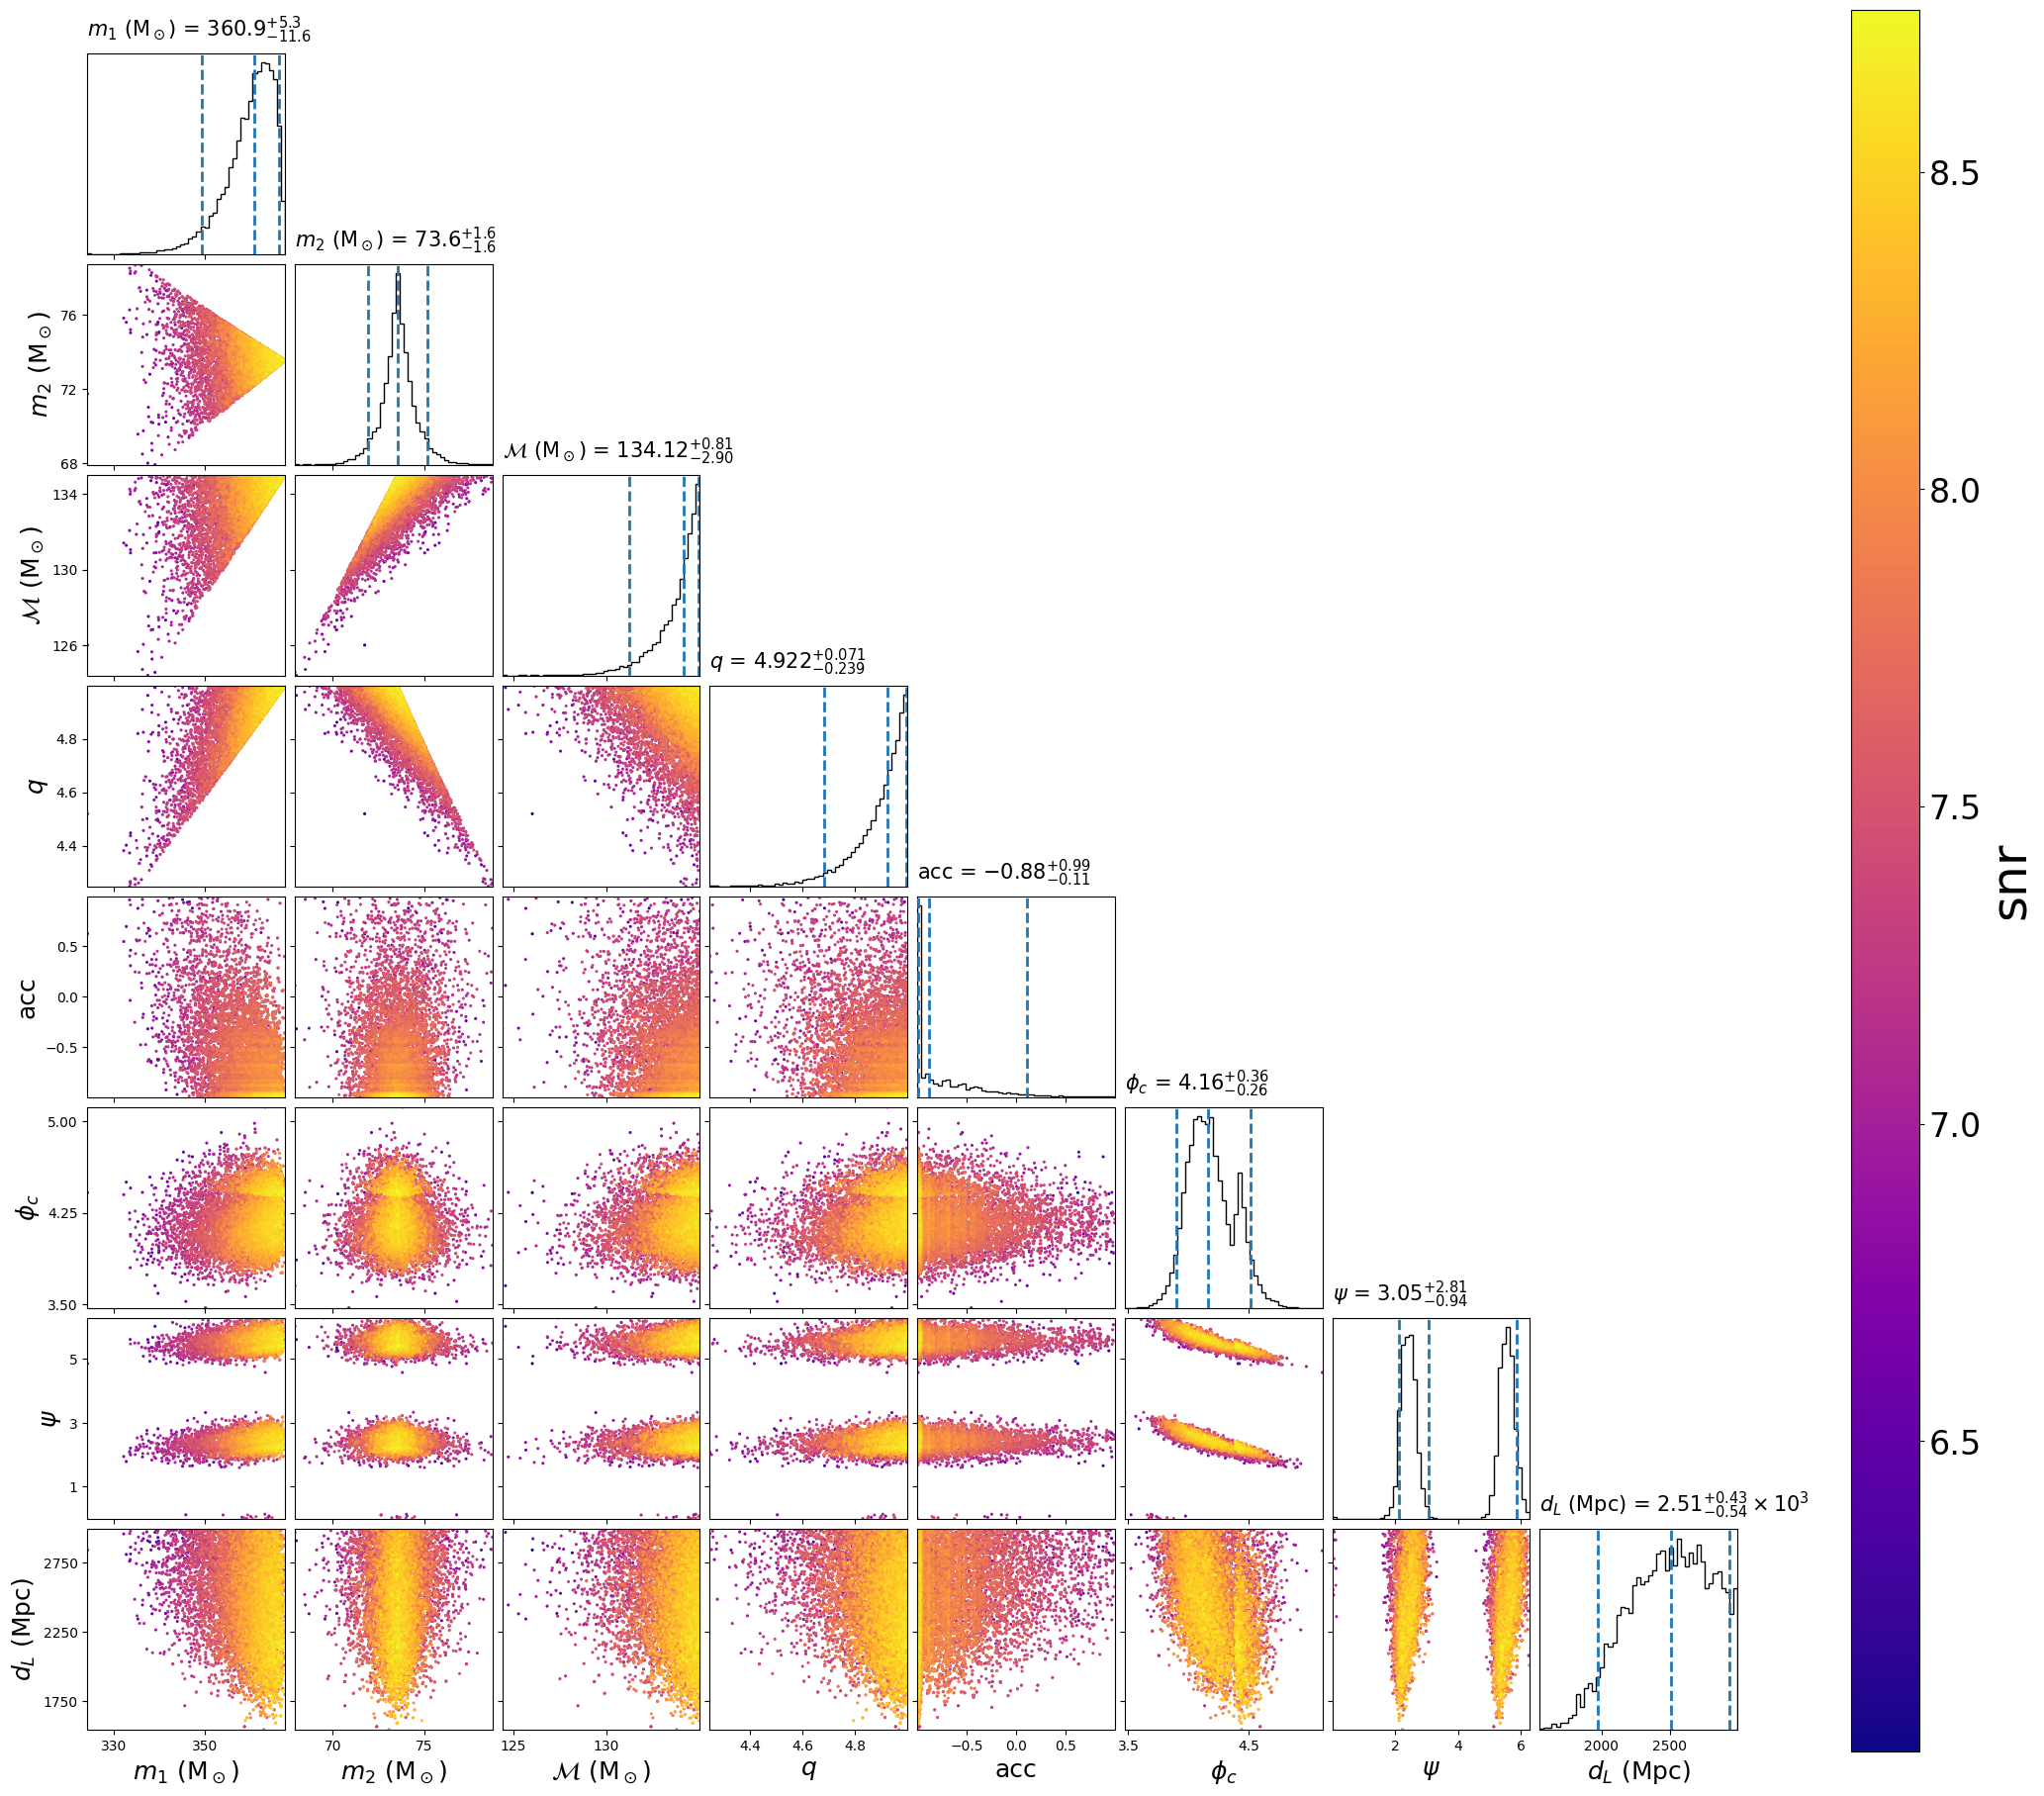 m₁ (M⊙) = 360.9+5.3−11.6
m₂ (M⊙) = 73.6+1.6−1.6
76
72
68
m₂ (M⊙)
ℳ (M⊙) = 134.12+0.81−2.90
134
130
126
ℳ (M⊙)
q = 4.922+0.071−0.239
4.8
4.6
4.4
q
acc = −0.88+0.99−0.11
0.5
0.0
−0.5
acc
ϕc = 4.16+0.36−0.26
5.00
4.25
3.50
ϕc
ψ = 3.05+2.81−0.94
5
3
1
ψ
dL (Mpc) = 2.51+0.43−0.54 × 10³
2750
2250
1750
dL (Mpc)
330 350
70 75
125 130
4.4 4.6 4.8
−0.5 0.0 0.5
3.5 4.5
2 4 6
2000 2500
m₁ (M⊙)
m₂ (M⊙)
ℳ (M⊙)
q
acc
ϕc
ψ
dL (Mpc)
8.5
8.0
7.5
7.0
6.5
snr